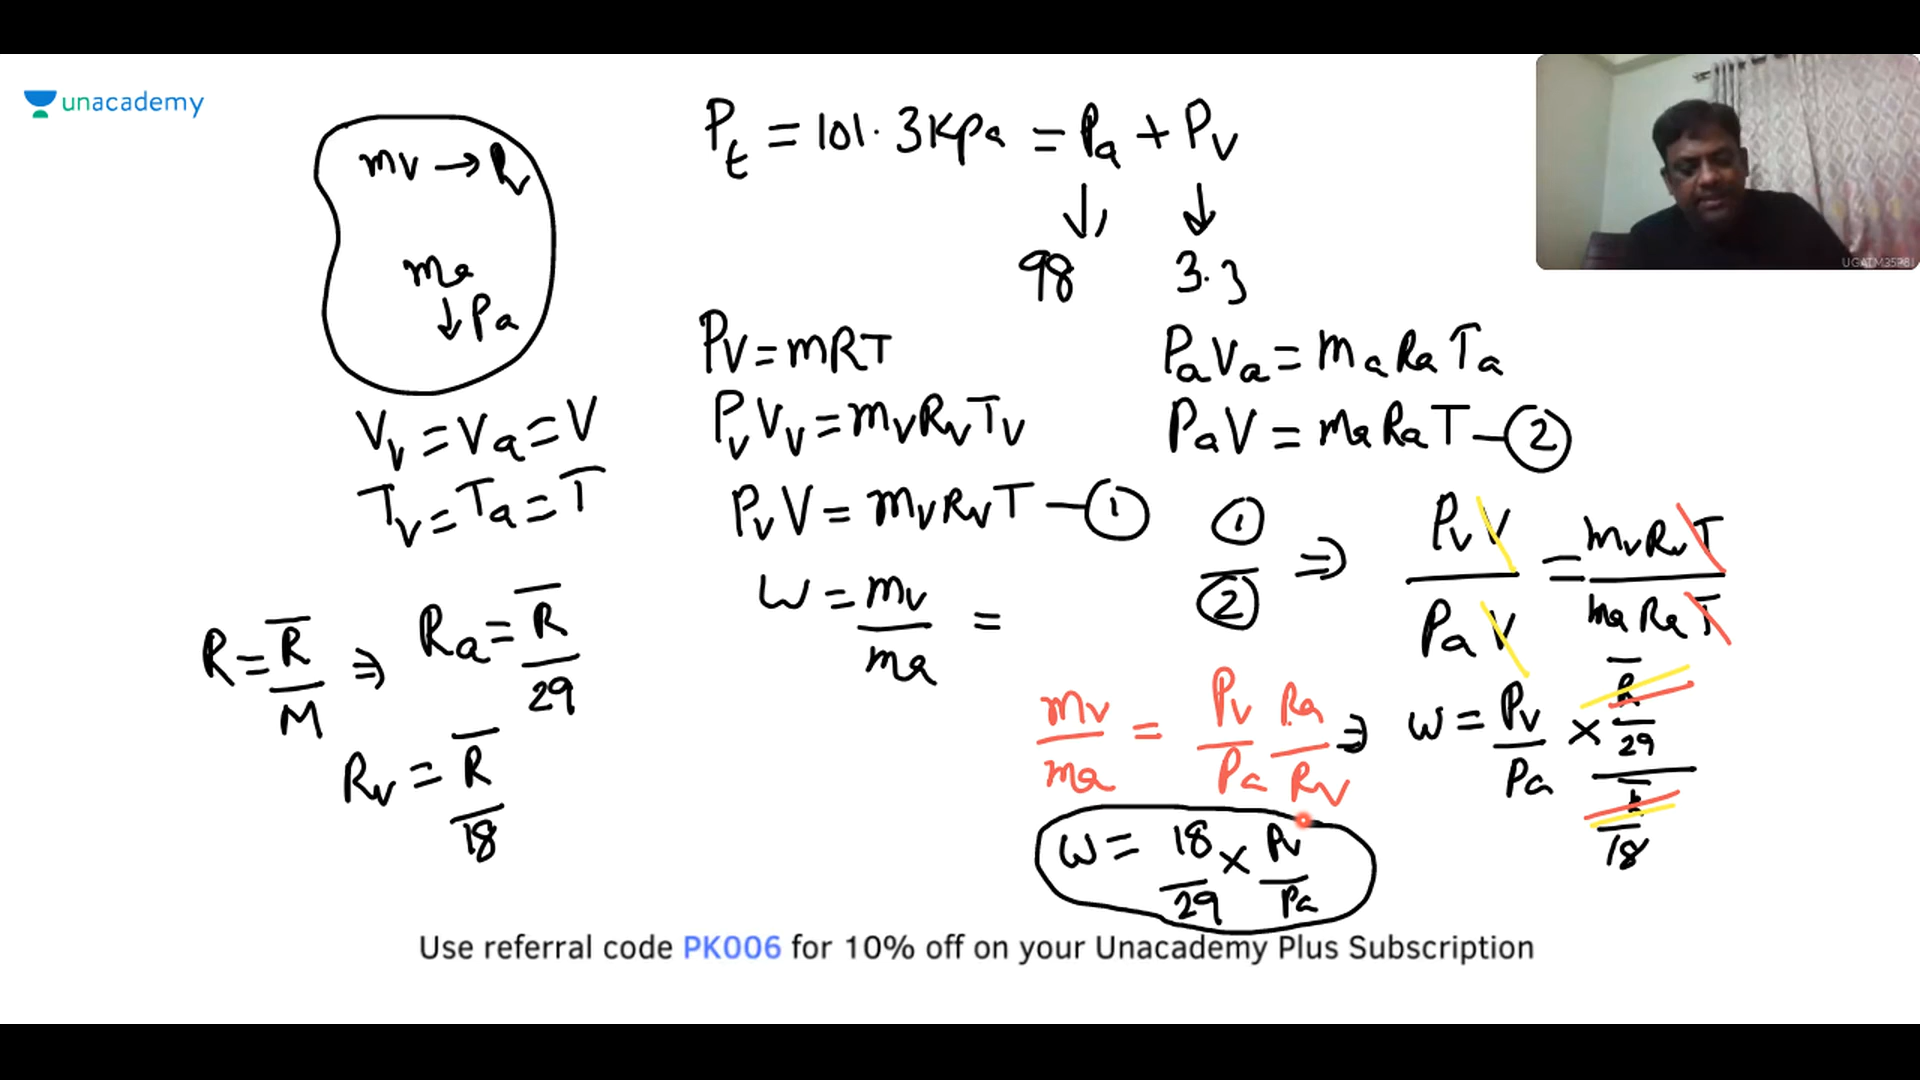 unacademy
mv → Pv
ma
↓ Pa
Vv = Va = V
Tv = Ta = T
R = R̅/M ⇒ Ra = R̅/29
Rv = R̅/18
Pt = 101.3 KPa = Pa + Pv
↓ ↓
98 3.3
PV = mRT
PvVv = mvRvTv
PvV = mvRvT — ①
ω = mv/ma =
PaVa = maRaTa
PaV = maRaT — ②
①/② ⇒ PvV/PaV = mvRvT/maRaT
mv/ma = Pv/Pa Ra/Rv ⇒ ω = Pv/Pa × (R̅/29)/(R̅/18)
ω = 18/29 × Pv/Pa
Use referral code PK006 for 10% off on your Unacademy Plus Subscription